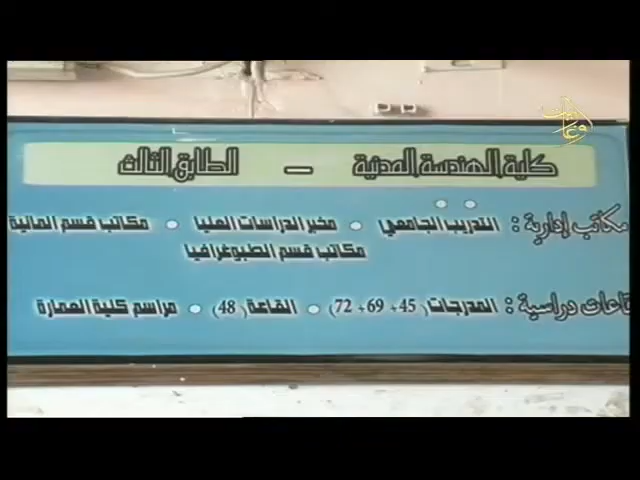 كلية الهندسة المدنية – الطابق الثالث
مكاتب إدارية : التدريب الجامعي • مخبر الدراسات العليا • مكاتب قسم المائية
مكاتب قسم الطبوغرافيا
قاعات دراسية : المدرجات (45 + 69 + 72) • القاعة (48) • مراسم كلية العمارة